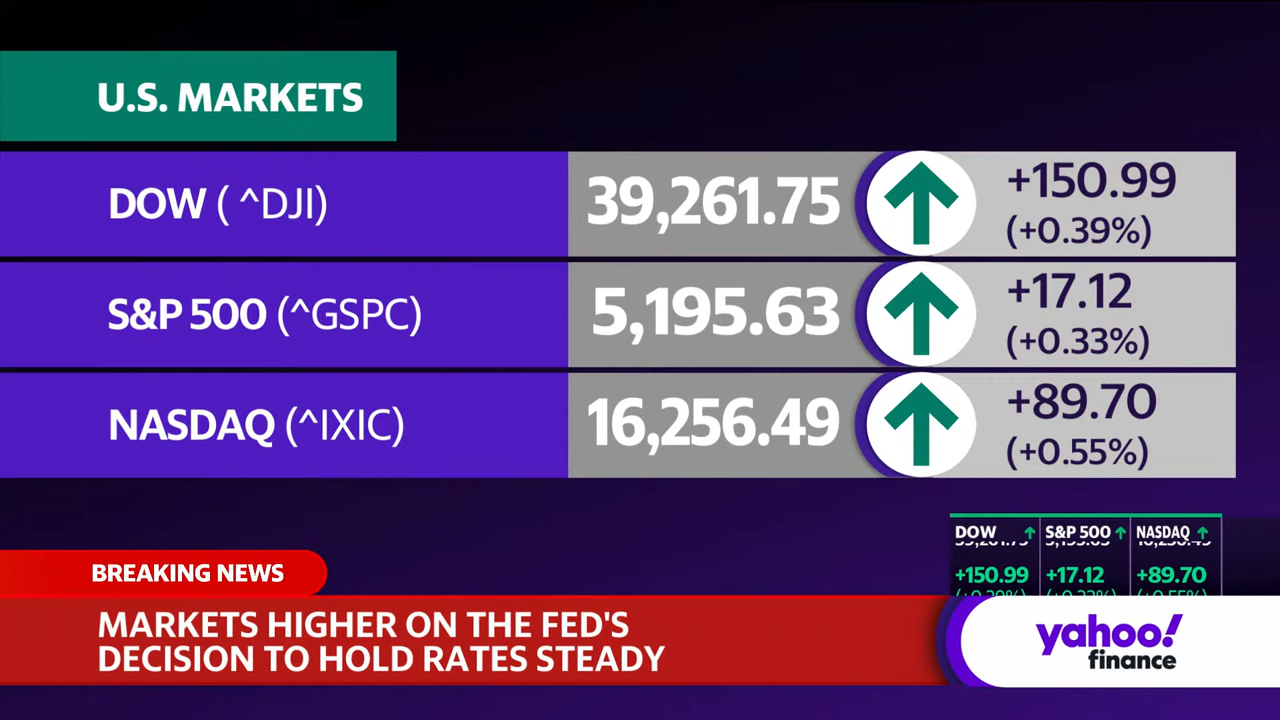 U.S. MARKETS
DOW ( ^DJI) 39,261.75 +150.99
(+0.39%)
S&P 500 (^GSPC) 5,195.63 +17.12
(+0.33%)
NASDAQ (^IXIC) 16,256.49 +89.70
(+0.55%)
DOW S&P 500 NASDAQ
+150.99 +17.12 +89.70
BREAKING NEWS
MARKETS HIGHER ON THE FED'S
DECISION TO HOLD RATES STEADY
yahoo!
finance